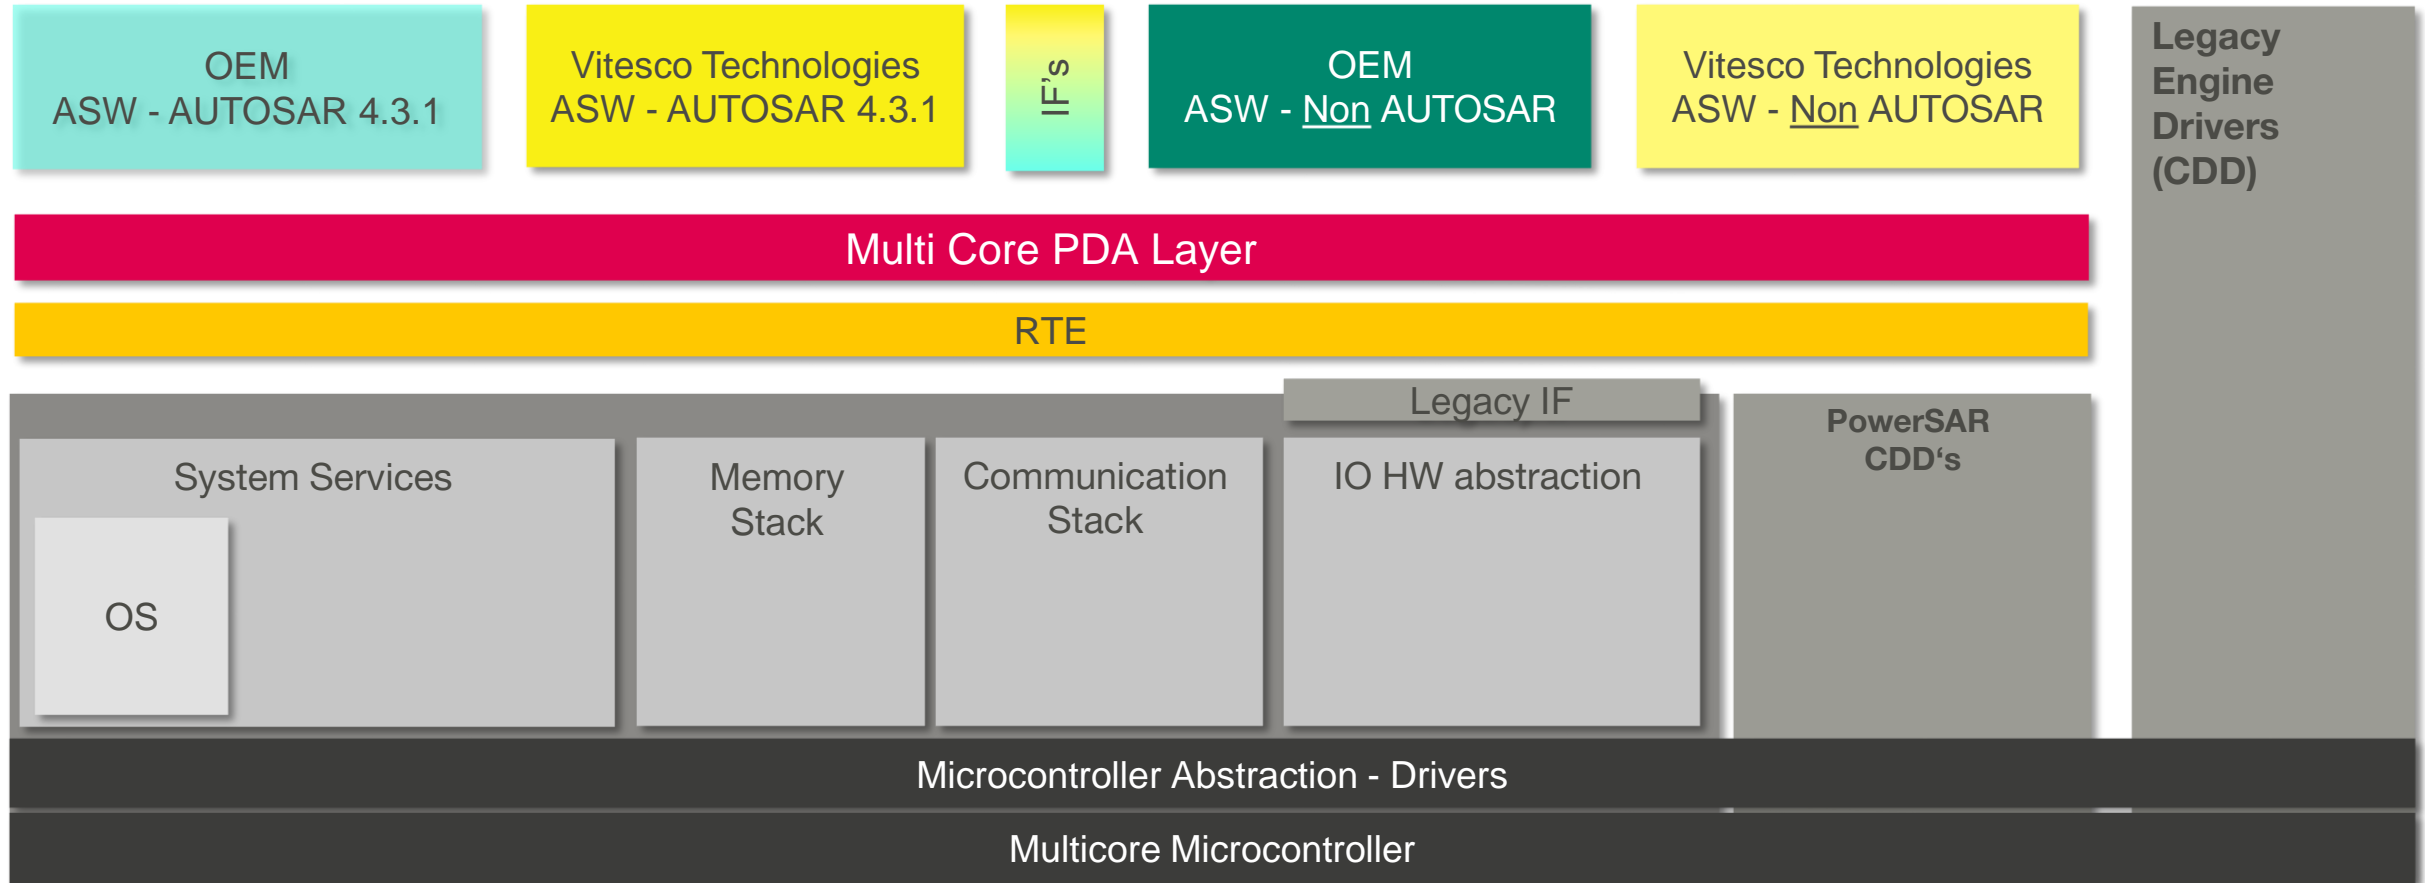 OEM
ASW - AUTOSAR 4.3.1
Vitesco Technologies
ASW - AUTOSAR 4.3.1
IF's
OEM
ASW - Non AUTOSAR
Vitesco Technologies
ASW - Non AUTOSAR
Legacy
Engine
Drivers
(CDD)
Multi Core PDA Layer
RTE
Legacy IF
System Services
OS
Memory
Stack
Communication
Stack
IO HW abstraction
PowerSAR
CDD‘s
Microcontroller Abstraction - Drivers
Multicore Microcontroller